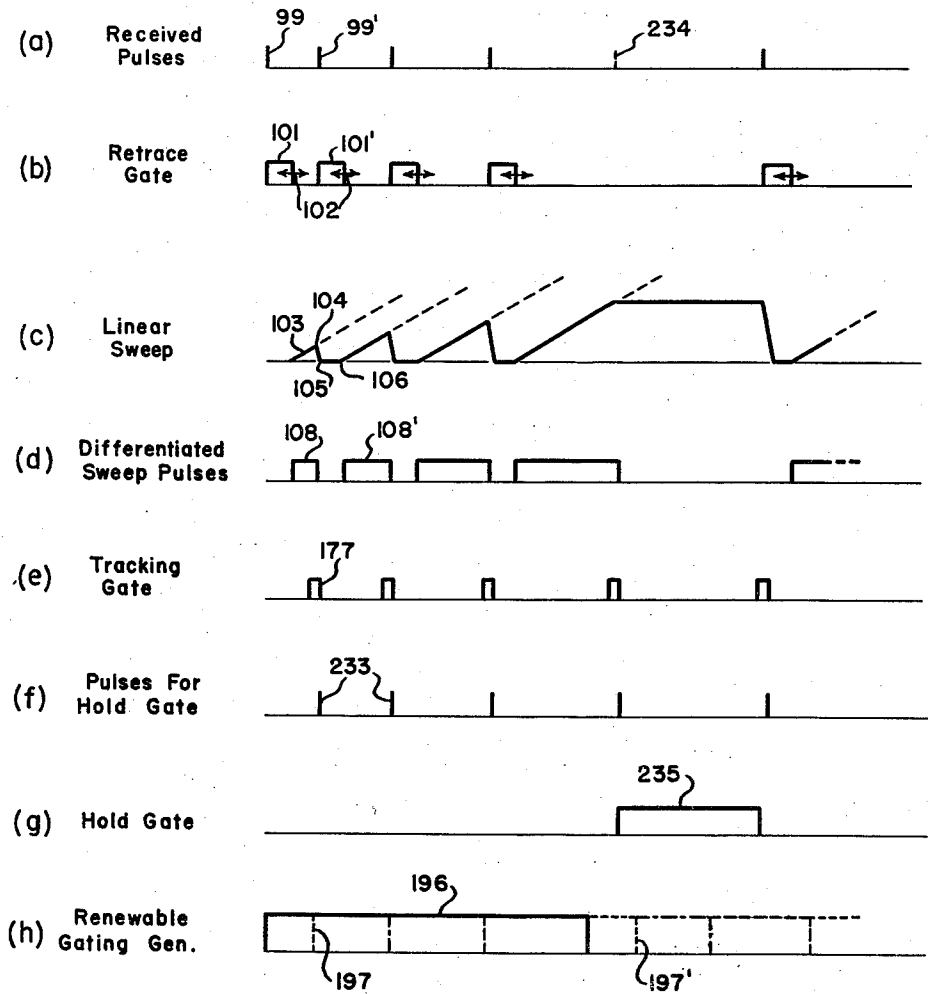 (a) Received Pulses 99 99' 234
(b) Retrace Gate 101 101' 102
(c) Linear Sweep 103 104 105 106
(d) Differentiated Sweep Pulses 108 108'
(e) Tracking Gate 177
(f) Pulses For Hold Gate 233
(g) Hold Gate 235
(h) Renewable Gating Gen. 196 197 197'